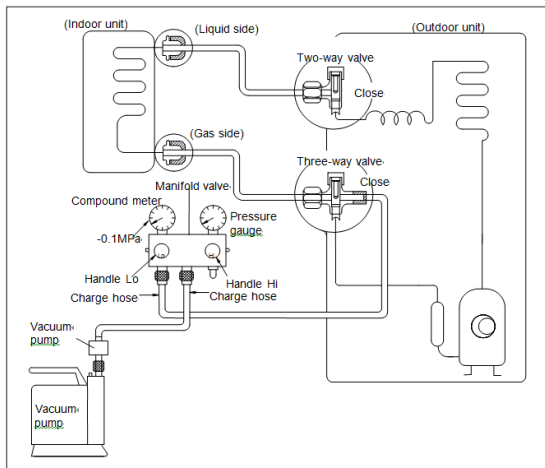 (Indoor unit)
(Liquid side)
(Outdoor unit)
Two-way valve
Close
(Gas side)
Three-way valve
Close
Manifold valve
Compound meter
Pressure
gauge
-0.1MPa
Handle Lo
Handle Hi
Charge hose
Charge hose
Vacuum
pump
Vacuum
pump